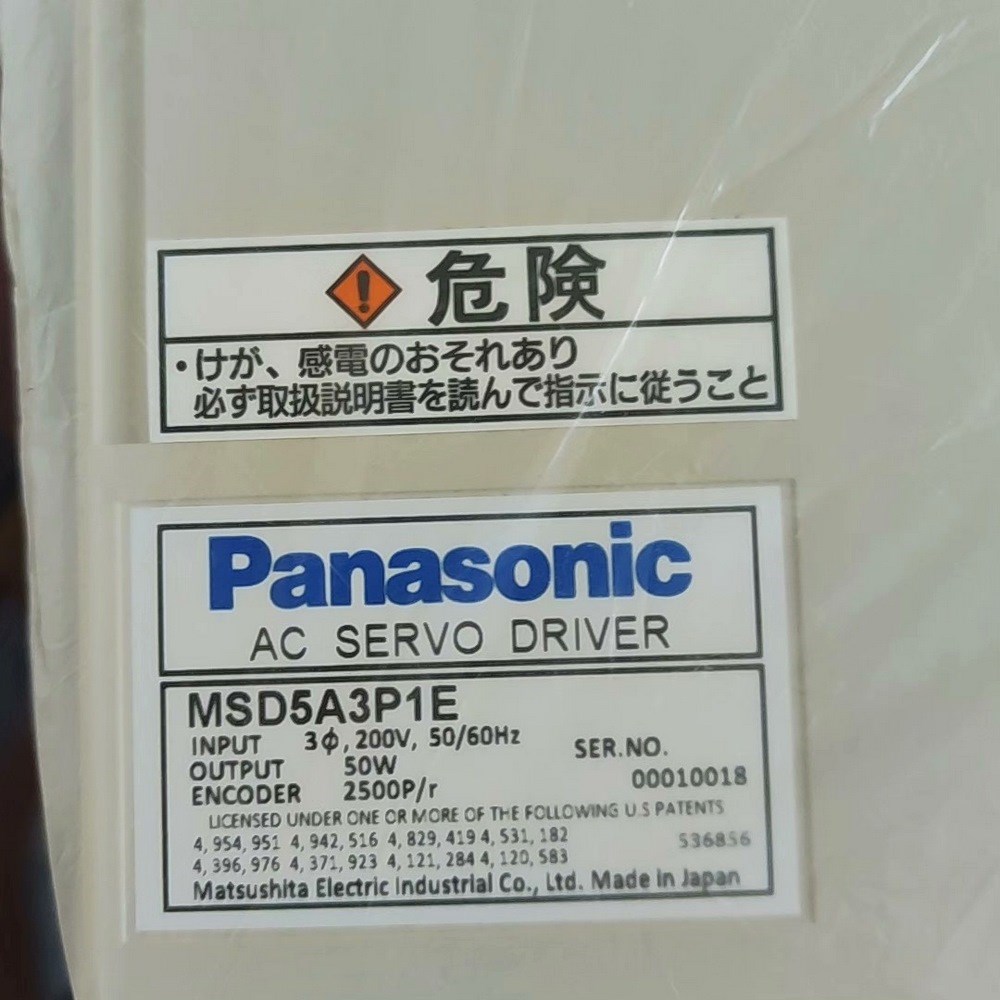 危険
・けが、感電のおそれあり
必ず取扱説明書を読んで指示に従うこと
Panasonic
AC SERVO DRIVER
MSD5A3P1E
INPUT 3ϕ, 200V, 50/60Hz
SER.NO.
OUTPUT 50W
00010018
ENCODER 2500P/r
LICENSED UNDER ONE OR MORE OF THE FOLLOWING U.S PATENTS
4, 954, 951 4, 942, 516 4, 829, 419 4, 531, 182
536856
4, 396, 976 4, 371, 923 4, 121, 284 4, 120, 583
Matsushita Electric Industrial Co., Ltd. Made in Japan